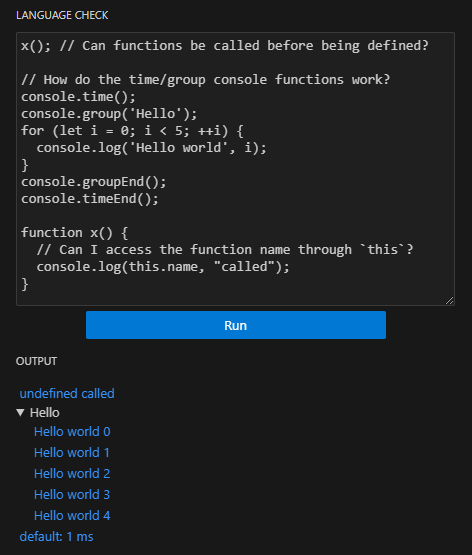 LANGUAGE CHECK
x(); // Can functions be called before being defined?
// How do the time/group console functions work?
console.time();
console.group('Hello');
for (let i = 0; i < 5; ++i) {
  console.log('Hello world', i);
}
console.groupEnd();
console.timeEnd();
function x() {
  // Can I access the function name through `this`?
  console.log(this.name, "called");
}
Run
OUTPUT
undefined called
▼ Hello
Hello world 0
Hello world 1
Hello world 2
Hello world 3
Hello world 4
default: 1 ms